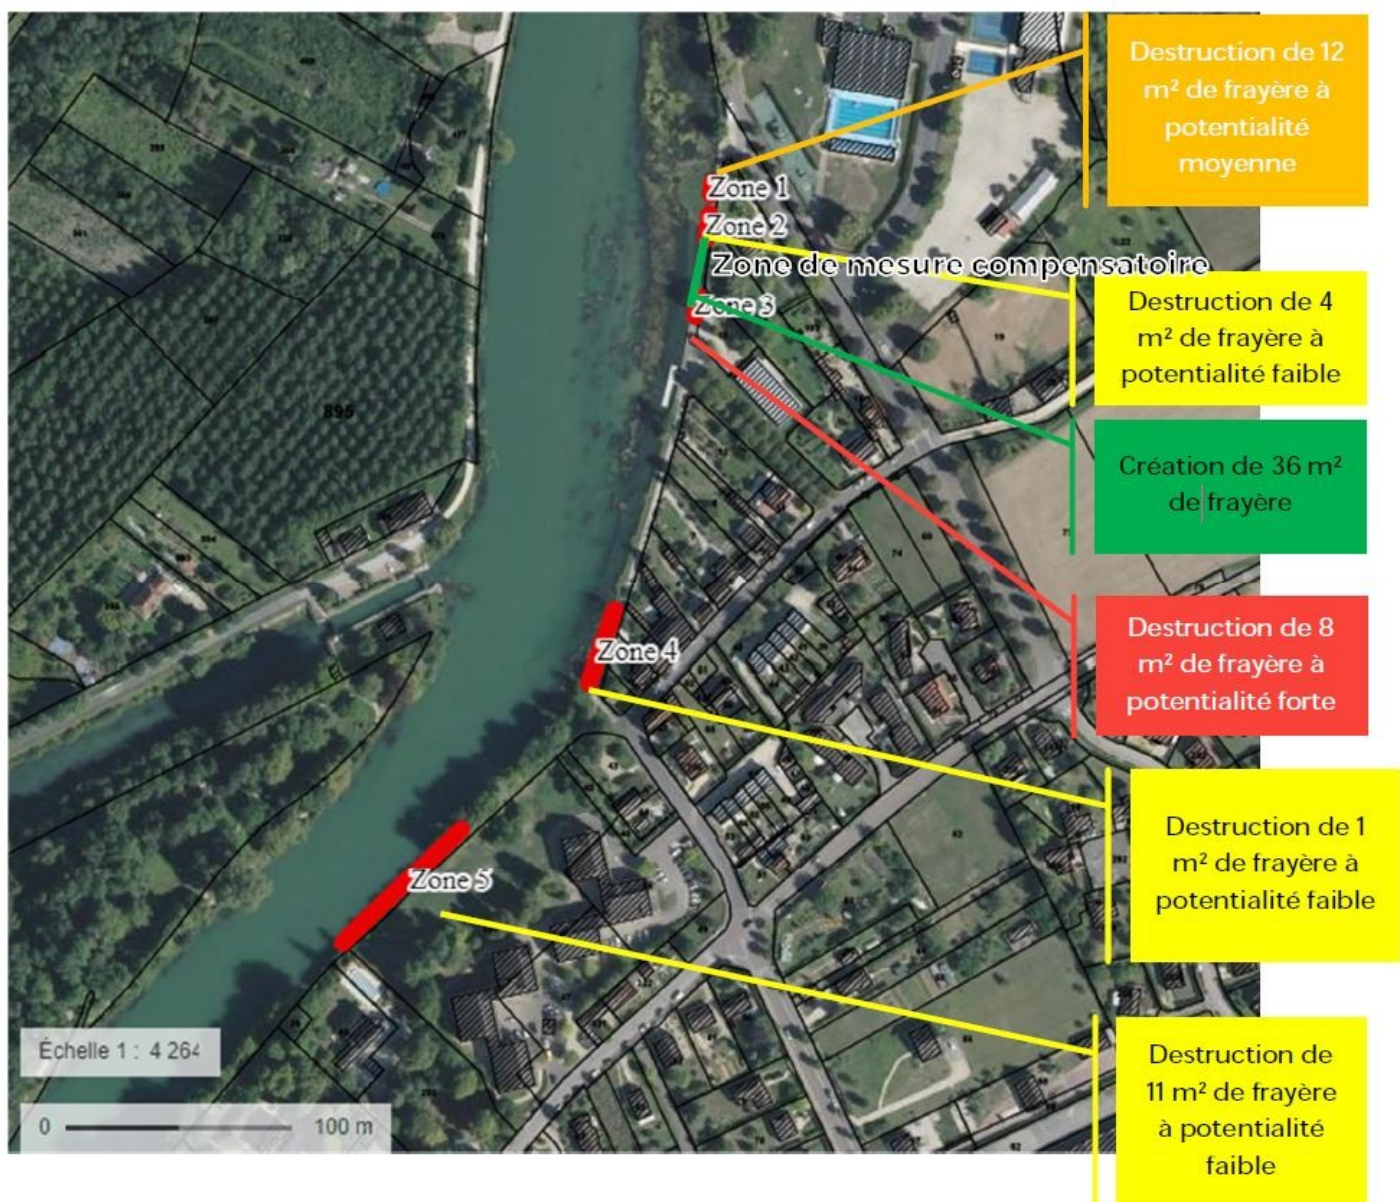 Destruction de 12
m² de frayère à
potentialité
moyenne
Zone 1
Zone 2
Zone de mesure compensatoire
Zone 3
Destruction de 4
m² de frayère à
potentialité faible
895
Création de 36 m²
de frayère
Destruction de 8
m² de frayère à
potentialité forte
Zone 4
Destruction de 1
m² de frayère à
potentialité faible
Zone 5
Destruction de
11 m² de frayère
à potentialité
faible
Échelle 1 : 4 264
0 100 m